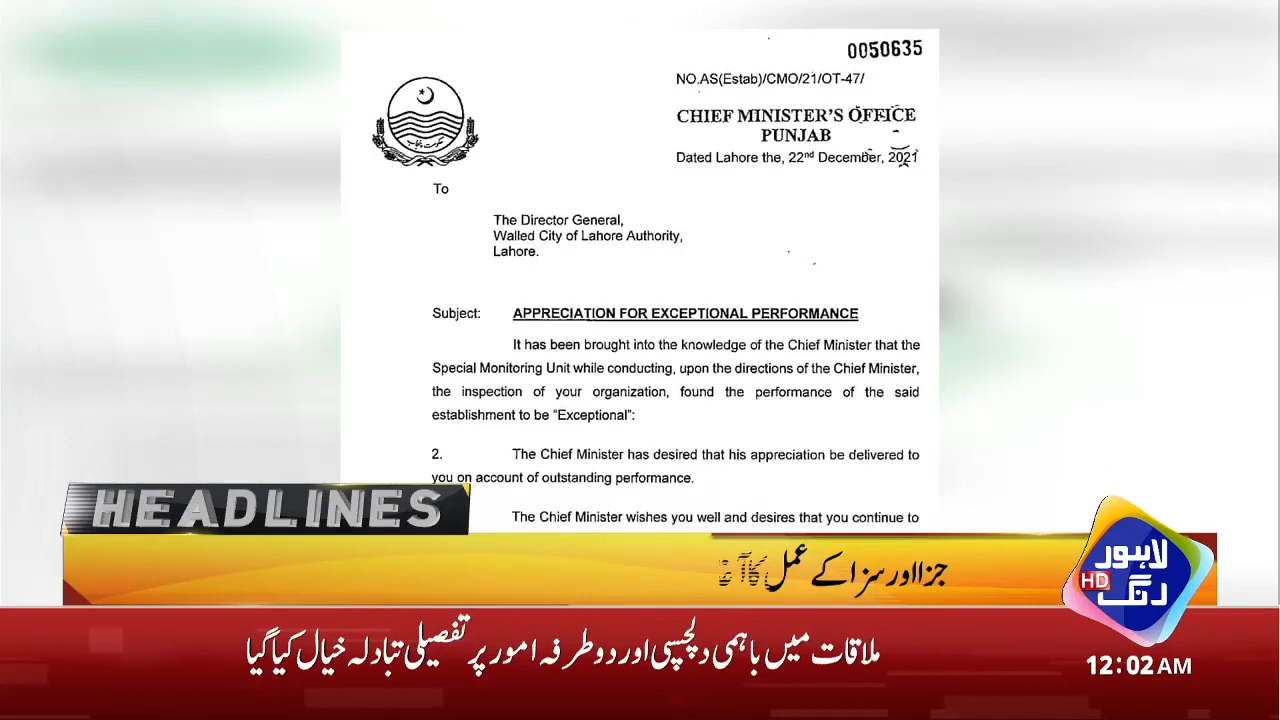 0050635
NO.AS(Estab)/CMO/21/OT-47/
CHIEF MINISTER'S OFFICE
PUNJAB
Dated Lahore the, 22nd December, 2021
حکومت پنجاب
To
The Director General,
Walled City of Lahore Authority,
Lahore.
Subject: APPRECIATION FOR EXCEPTIONAL PERFORMANCE
It has been brought into the knowledge of the Chief Minister that the
Special Monitoring Unit while conducting, upon the directions of the Chief Minister,
the inspection of your organization, found the performance of the said
establishment to be “Exceptional”:
2. The Chief Minister has desired that his appreciation be delivered to
you on account of outstanding performance.
The Chief Minister wishes you well and desires that you continue to
HEADLINES
جزا اور سزا کے عمل کا
لاہور
HD
رنگ
ملاقات میں باہمی دلچسپی اور دو طرفہ امور پر تفصیلی تبادلہ خیال کیا گیا
12:02 AM